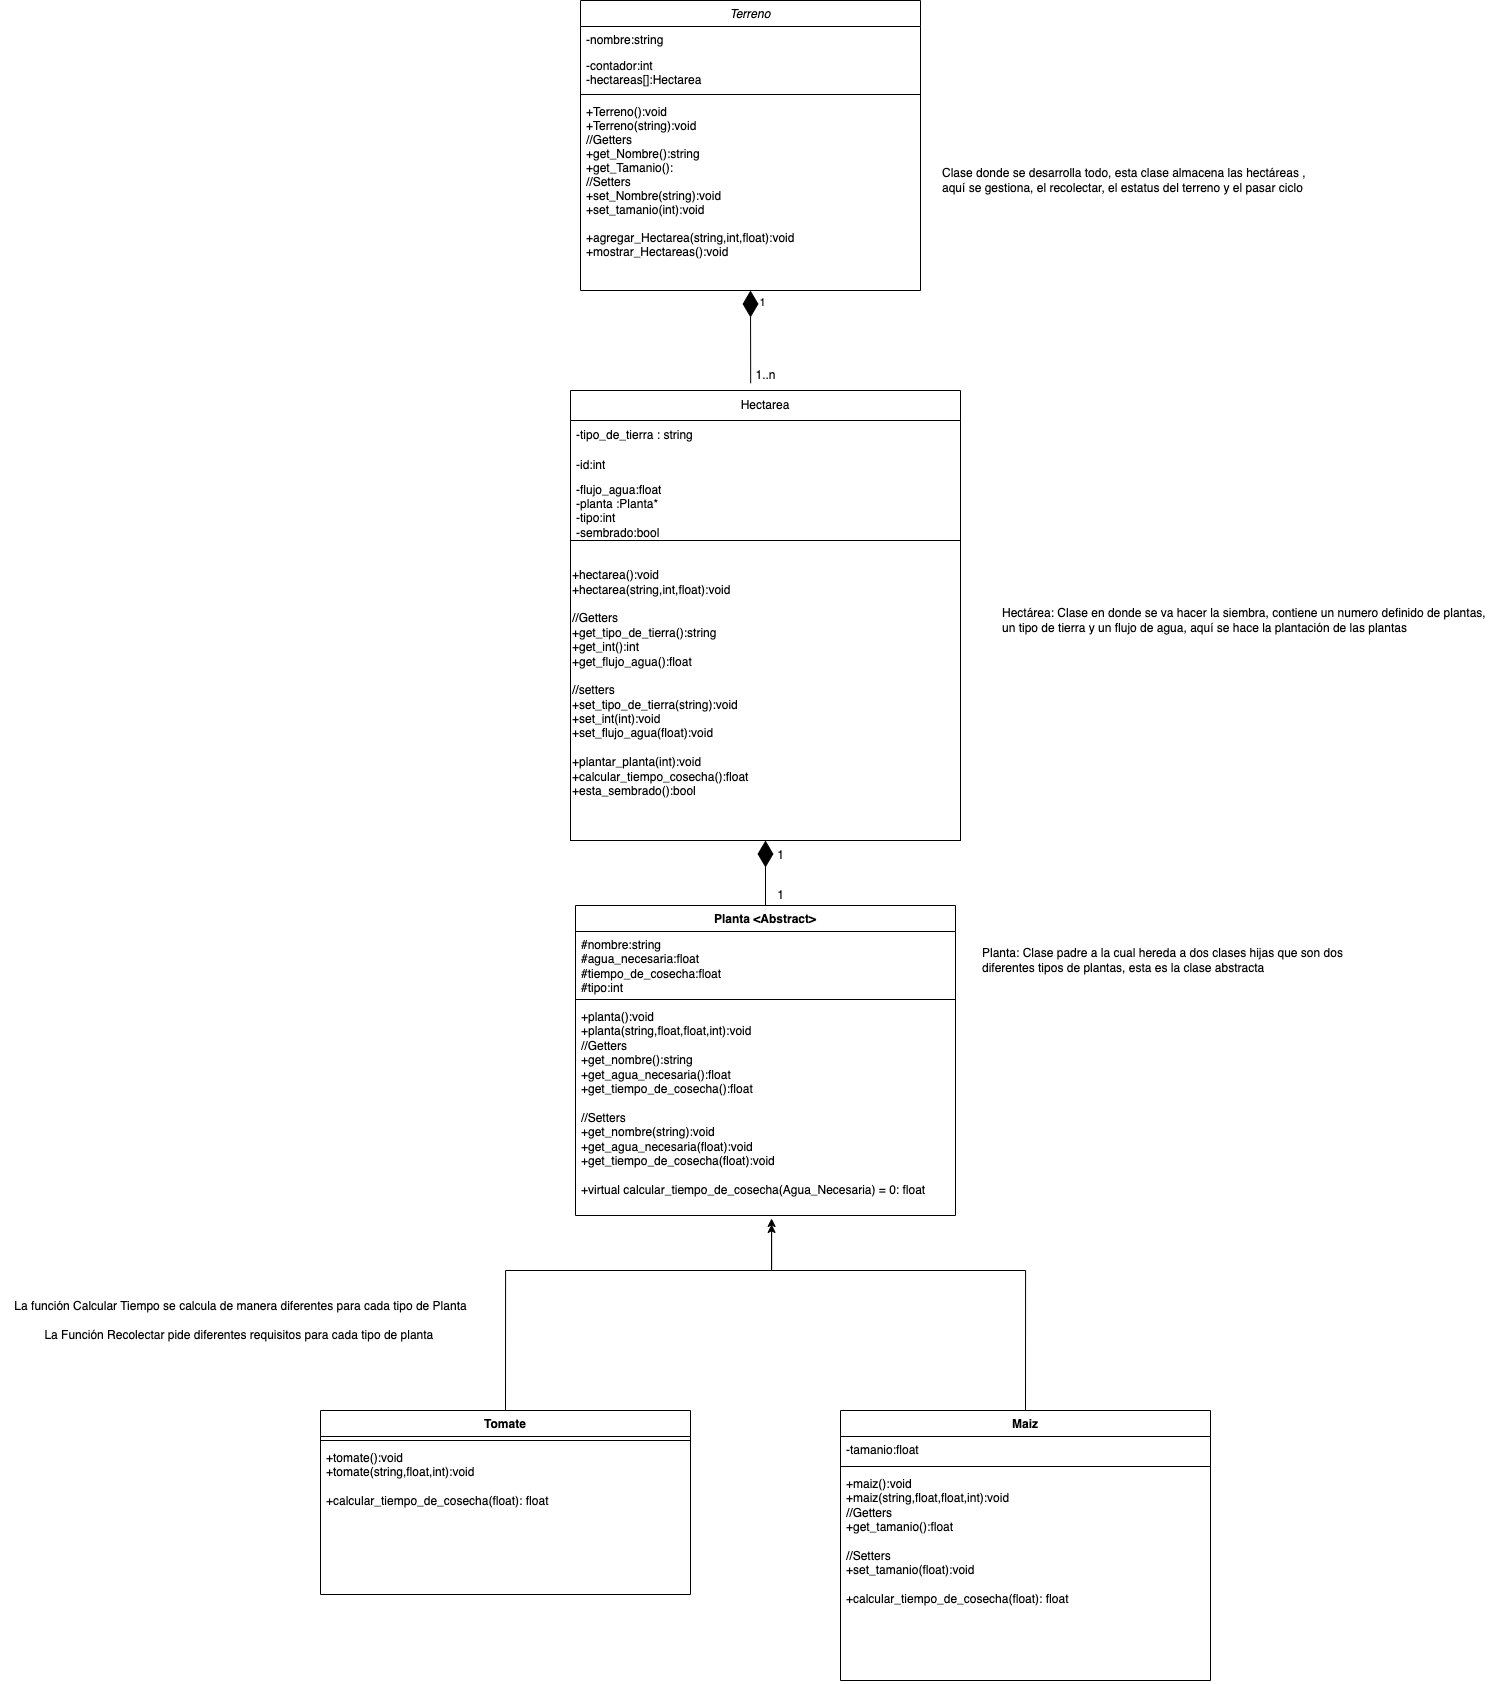 Terreno
-nombre:string
-contador:int
-hectareas[]:Hectarea
+Terreno():void
+Terreno(string):void
//Getters
+get_Nombre():string
+get_Tamanio():
//Setters
+set_Nombre(string):void
+set_tamanio(int):void
+agregar_Hectarea(string,int,float):void
+mostrar_Hectareas():void
Clase donde se desarrolla todo, esta clase almacena las hectáreas ,
aquí se gestiona, el recolectar, el estatus del terreno y el pasar ciclo
1
1..n
Hectarea
-tipo_de_tierra : string
-id:int
-flujo_agua:float
-planta :Planta*
-tipo:int
-sembrado:bool
+hectarea():void
+hectarea(string,int,float):void
//Getters
+get_tipo_de_tierra():string
+get_int():int
+get_flujo_agua():float
//setters
+set_tipo_de_tierra(string):void
+set_int(int):void
+set_flujo_agua(float):void
+plantar_planta(int):void
+calcular_tiempo_cosecha():float
+esta_sembrado():bool
Hectárea: Clase en donde se va hacer la siembra, contiene un numero definido de plantas,
un tipo de tierra y un flujo de agua, aquí se hace la plantación de las plantas
1
1
Planta <Abstract>
#nombre:string
#agua_necesaria:float
#tiempo_de_cosecha:float
#tipo:int
+planta():void
+planta(string,float,float,int):void
//Getters
+get_nombre():string
+get_agua_necesaria():float
+get_tiempo_de_cosecha():float
//Setters
+get_nombre(string):void
+get_agua_necesaria(float):void
+get_tiempo_de_cosecha(float):void
+virtual calcular_tiempo_de_cosecha(Agua_Necesaria) = 0: float
Planta: Clase padre a la cual hereda a dos clases hijas que son dos
diferentes tipos de plantas, esta es la clase abstracta
La función Calcular Tiempo se calcula de manera diferentes para cada tipo de Planta
La Función Recolectar pide diferentes requisitos para cada tipo de planta
Tomate
+tomate():void
+tomate(string,float,int):void
+calcular_tiempo_de_cosecha(float): float
Maiz
-tamanio:float
+maiz():void
+maiz(string,float,float,int):void
//Getters
+get_tamanio():float
//Setters
+set_tamanio(float):void
+calcular_tiempo_de_cosecha(float): float